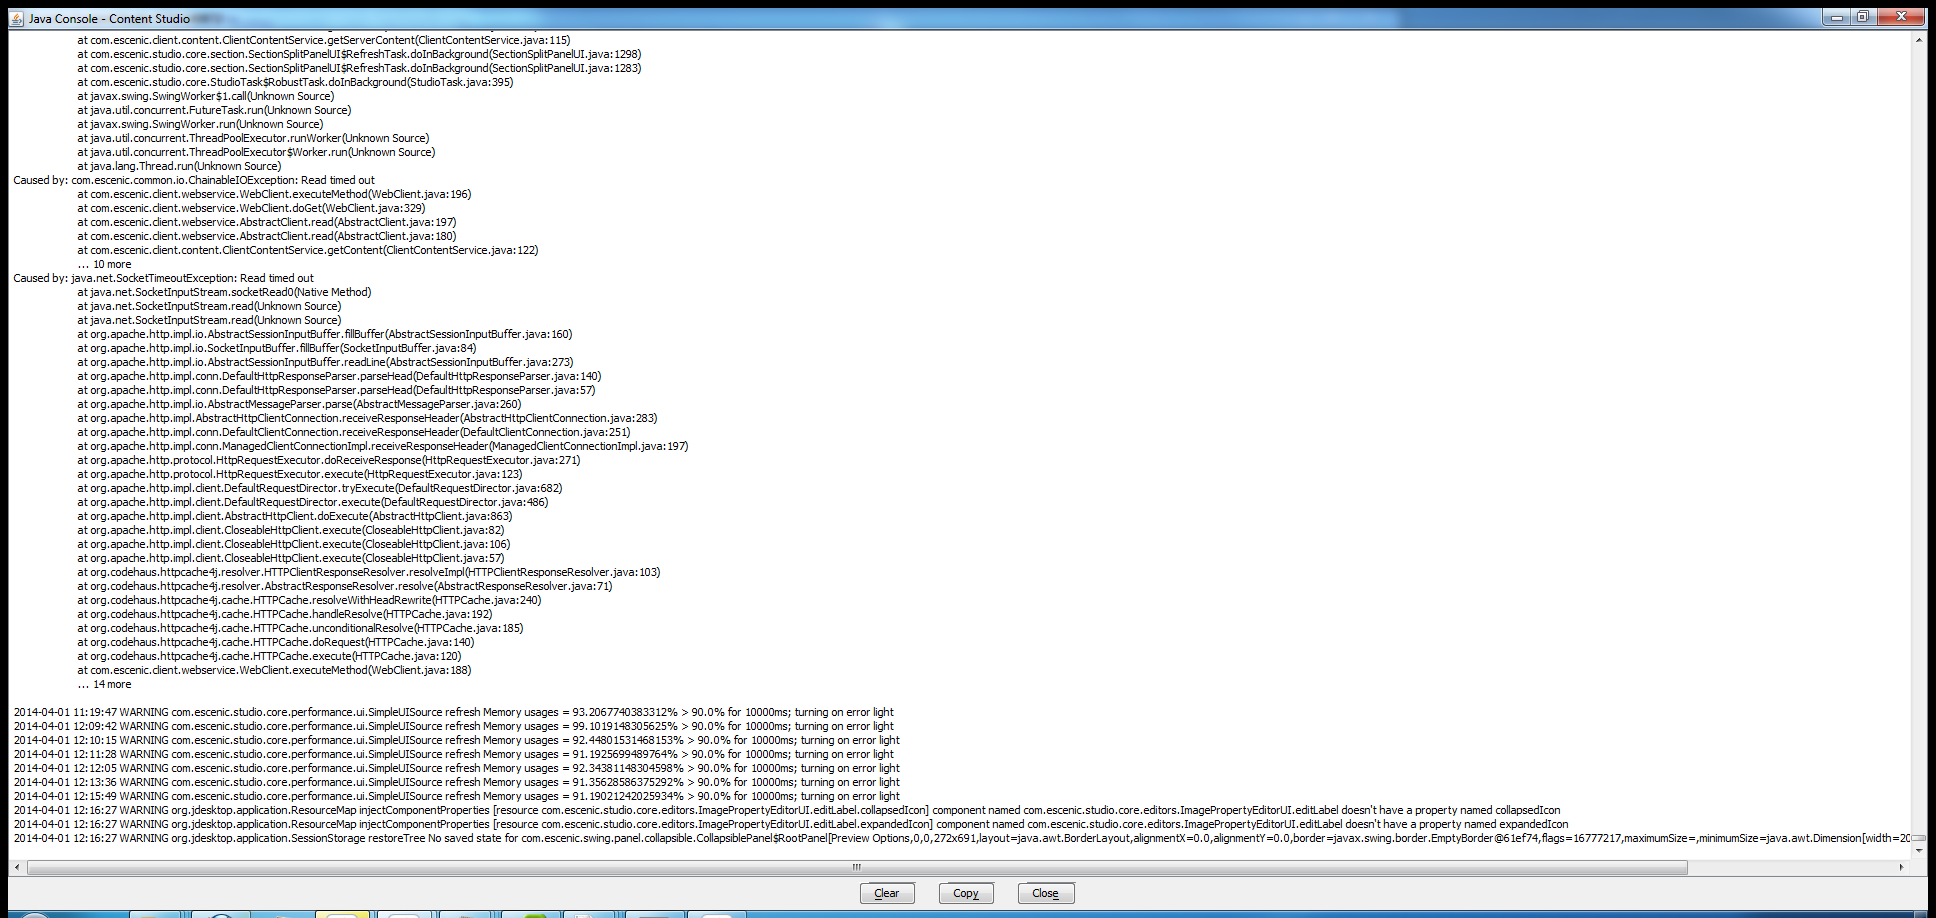 Java Console - Content Studio
at com.escenic.client.content.ClientContentService.getServerContent(ClientContentService.java:115)
at com.escenic.studio.core.section.SectionSplitPanelUI$RefreshTask.doInBackground(SectionSplitPanelUI.java:1298)
at com.escenic.studio.core.section.SectionSplitPanelUI$RefreshTask.doInBackground(SectionSplitPanelUI.java:1283)
at com.escenic.studio.core.StudioTask$RobustTask.doInBackground(StudioTask.java:395)
at javax.swing.SwingWorker$1.call(Unknown Source)
at java.util.concurrent.FutureTask.run(Unknown Source)
at javax.swing.SwingWorker.run(Unknown Source)
at java.util.concurrent.ThreadPoolExecutor.runWorker(Unknown Source)
at java.util.concurrent.ThreadPoolExecutor$Worker.run(Unknown Source)
at java.lang.Thread.run(Unknown Source)
Caused by: com.escenic.common.io.ChainableIOException: Read timed out
at com.escenic.client.webservice.WebClient.executeMethod(WebClient.java:196)
at com.escenic.client.webservice.WebClient.doGet(WebClient.java:329)
at com.escenic.client.webservice.AbstractClient.read(AbstractClient.java:197)
at com.escenic.client.webservice.AbstractClient.read(AbstractClient.java:180)
at com.escenic.client.content.ClientContentService.getContent(ClientContentService.java:122)
... 10 more
Caused by: java.net.SocketTimeoutException: Read timed out
at java.net.SocketInputStream.socketRead0(Native Method)
at java.net.SocketInputStream.read(Unknown Source)
at java.net.SocketInputStream.read(Unknown Source)
at org.apache.http.impl.io.AbstractSessionInputBuffer.fillBuffer(AbstractSessionInputBuffer.java:160)
at org.apache.http.impl.io.SocketInputBuffer.fillBuffer(SocketInputBuffer.java:84)
at org.apache.http.impl.io.AbstractSessionInputBuffer.readLine(AbstractSessionInputBuffer.java:273)
at org.apache.http.impl.conn.DefaultHttpResponseParser.parseHead(DefaultHttpResponseParser.java:140)
at org.apache.http.impl.conn.DefaultHttpResponseParser.parseHead(DefaultHttpResponseParser.java:57)
at org.apache.http.impl.io.AbstractMessageParser.parse(AbstractMessageParser.java:260)
at org.apache.http.impl.AbstractHttpClientConnection.receiveResponseHeader(AbstractHttpClientConnection.java:283)
at org.apache.http.impl.conn.DefaultClientConnection.receiveResponseHeader(DefaultClientConnection.java:251)
at org.apache.http.impl.conn.ManagedClientConnectionImpl.receiveResponseHeader(ManagedClientConnectionImpl.java:197)
at org.apache.http.protocol.HttpRequestExecutor.doReceiveResponse(HttpRequestExecutor.java:271)
at org.apache.http.protocol.HttpRequestExecutor.execute(HttpRequestExecutor.java:123)
at org.apache.http.impl.client.DefaultRequestDirector.tryExecute(DefaultRequestDirector.java:682)
at org.apache.http.impl.client.DefaultRequestDirector.execute(DefaultRequestDirector.java:486)
at org.apache.http.impl.client.AbstractHttpClient.doExecute(AbstractHttpClient.java:863)
at org.apache.http.impl.client.CloseableHttpClient.execute(CloseableHttpClient.java:82)
at org.apache.http.impl.client.CloseableHttpClient.execute(CloseableHttpClient.java:106)
at org.apache.http.impl.client.CloseableHttpClient.execute(CloseableHttpClient.java:57)
at org.codehaus.httpcache4j.resolver.HTTPClientResponseResolver.resolveImpl(HTTPClientResponseResolver.java:103)
at org.codehaus.httpcache4j.resolver.AbstractResponseResolver.resolve(AbstractResponseResolver.java:71)
at org.codehaus.httpcache4j.cache.HTTPCache.resolveWithHeadRewrite(HTTPCache.java:240)
at org.codehaus.httpcache4j.cache.HTTPCache.handleResolve(HTTPCache.java:192)
at org.codehaus.httpcache4j.cache.HTTPCache.unconditionalResolve(HTTPCache.java:185)
at org.codehaus.httpcache4j.cache.HTTPCache.doRequest(HTTPCache.java:140)
at org.codehaus.httpcache4j.cache.HTTPCache.execute(HTTPCache.java:120)
at com.escenic.client.webservice.WebClient.executeMethod(WebClient.java:188)
... 14 more
2014-04-01 11:19:47 WARNING com.escenic.studio.core.performance.ui.SimpleUISource refresh Memory usages = 93.2067740383312% > 90.0% for 10000ms; turning on error light
2014-04-01 12:09:42 WARNING com.escenic.studio.core.performance.ui.SimpleUISource refresh Memory usages = 99.1019148305625% > 90.0% for 10000ms; turning on error light
2014-04-01 12:10:15 WARNING com.escenic.studio.core.performance.ui.SimpleUISource refresh Memory usages = 92.44801531468153% > 90.0% for 10000ms; turning on error light
2014-04-01 12:11:28 WARNING com.escenic.studio.core.performance.ui.SimpleUISource refresh Memory usages = 91.1925699489764% > 90.0% for 10000ms; turning on error light
2014-04-01 12:12:05 WARNING com.escenic.studio.core.performance.ui.SimpleUISource refresh Memory usages = 92.34381148304598% > 90.0% for 10000ms; turning on error light
2014-04-01 12:13:36 WARNING com.escenic.studio.core.performance.ui.SimpleUISource refresh Memory usages = 91.35628586375292% > 90.0% for 10000ms; turning on error light
2014-04-01 12:15:49 WARNING com.escenic.studio.core.performance.ui.SimpleUISource refresh Memory usages = 91.19021242025934% > 90.0% for 10000ms; turning on error light
2014-04-01 12:16:27 WARNING org.jdesktop.application.ResourceMap injectComponentProperties [resource com.escenic.studio.core.editors.ImagePropertyEditorUI.editLabel.collapsedIcon] component named com.escenic.studio.core.editors.ImagePropertyEditorUI.editLabel doesn't have a property named collapsedIcon
2014-04-01 12:16:27 WARNING org.jdesktop.application.ResourceMap injectComponentProperties [resource com.escenic.studio.core.editors.ImagePropertyEditorUI.editLabel.expandedIcon] component named com.escenic.studio.core.editors.ImagePropertyEditorUI.editLabel doesn't have a property named expandedIcon
2014-04-01 12:16:27 WARNING org.jdesktop.application.SessionStorage restoreTree No saved state for com.escenic.swing.panel.collapsible.CollapsiblePanel$RootPanel[Preview Options,0,0,272x691,layout=java.awt.BorderLayout,alignmentX=0.0,alignmentY=0.0,border=javax.swing.border.EmptyBorder@61ef74,flags=16777217,maximumSize=,minimumSize=java.awt.Dimension[width=20
Clear Copy Close